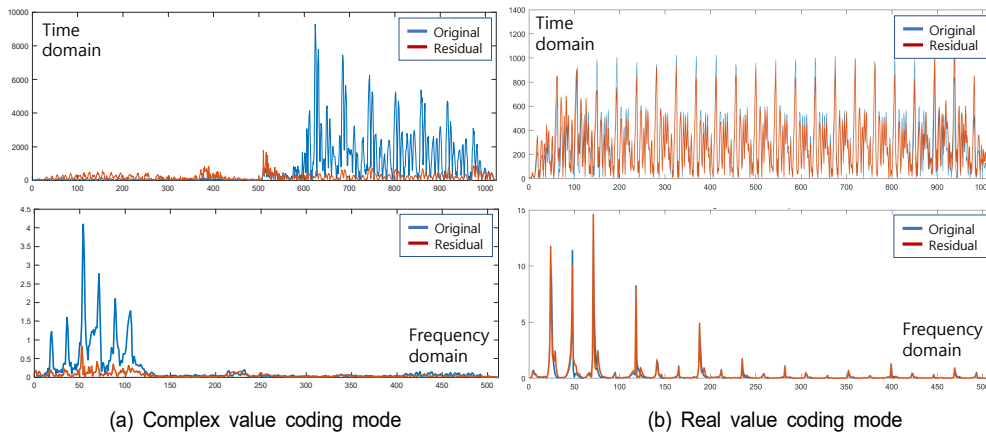 Time
domain
Original
Residual
10000
8000
6000
4000
2000
0
0 100 200 300 400 500 600 700 800 900 1000
Time
domain
Original
Residual
1400
1200
1000
800
600
400
200
0
0 100 200 300 400 500 600 700 800 900 1000
4.5
4
3.5
3
2.5
2
1.5
1
0.5
0
Original
Residual
Frequency
domain
0 50 100 150 200 250 300 350 400 450 500
15
10
5
0
Original
Residual
Frequency
domain
0 50 100 150 200 250 300 350 400 450 500
(a) Complex value coding mode
(b) Real value coding mode